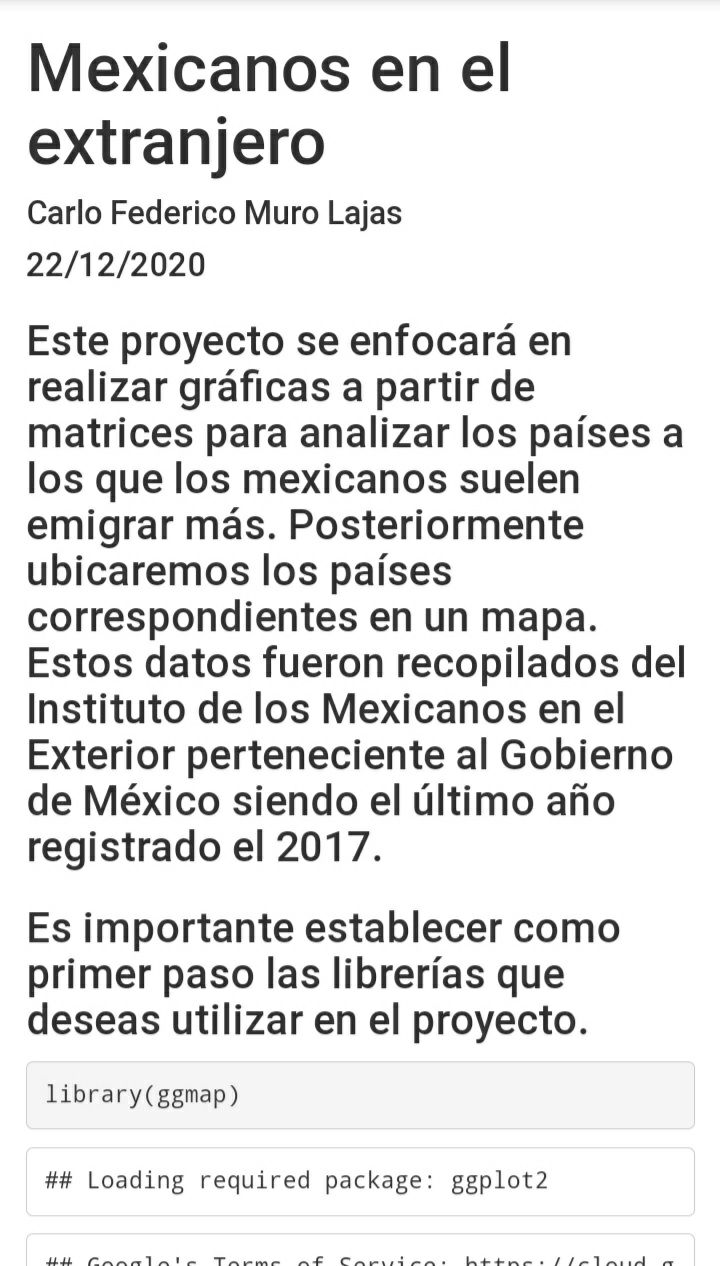 Mexicanos en el
extranjero
Carlo Federico Muro Lajas
22/12/2020
Este proyecto se enfocará en
realizar gráficas a partir de
matrices para analizar los países a
los que los mexicanos suelen
emigrar más. Posteriormente
ubicaremos los países
correspondientes en un mapa.
Estos datos fueron recopilados del
Instituto de los Mexicanos en el
Exterior perteneciente al Gobierno
de México siendo el último año
registrado el 2017.
Es importante establecer como
primer paso las librerías que
deseas utilizar en el proyecto.
library(ggmap)
## Loading required package: ggplot2
## Google's Terms of Service: https://cloud.g